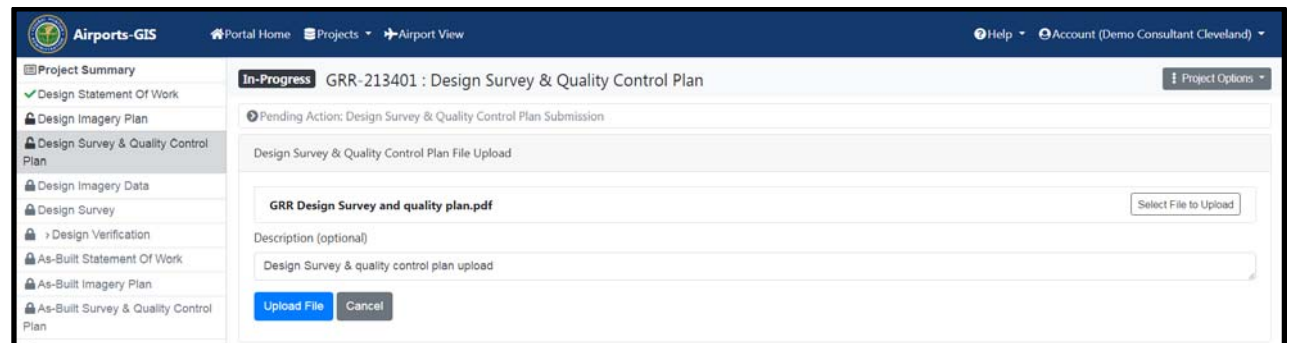 Airports-GIS
Portal Home Projects Airport View
Help Account (Demo Consultant Cleveland)
Project Summary
Design Statement Of Work
Design Imagery Plan
Design Survey & Quality Control
Plan
Design Imagery Data
Design Survey
› Design Verification
As-Built Statement Of Work
As-Built Imagery Plan
As-Built Survey & Quality Control
Plan
In-Progress GRR-213401 : Design Survey & Quality Control Plan
Project Options
Pending Action: Design Survey & Quality Control Plan Submission
Design Survey & Quality Control Plan File Upload
GRR Design Survey and quality plan.pdf
Select File to Upload
Description (optional)
Design Survey & quality control plan upload
Upload File Cancel